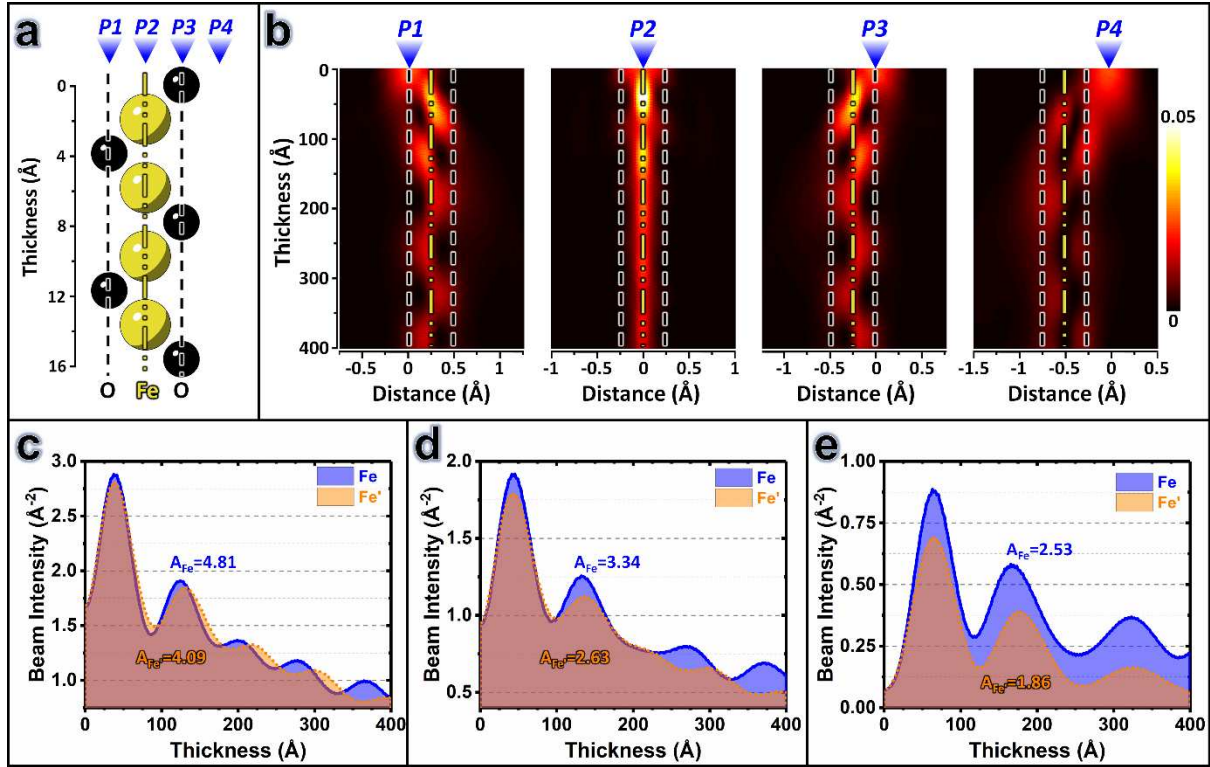 a
P1 P2 P3 P4
0
4
8
12
16
Thickness (Å)
O Fe O
b
P1 P2 P3 P4
0
100
200
300
400
Thickness (Å)
-0.5 0 0.5 1
Distance (Å)
-1 -0.5 0 0.5 1
Distance (Å)
-1 -0.5 0 0.5
Distance (Å)
-1.5 -1 -0.5 0 0.5
Distance (Å)
0.05
0
c
3.0
2.5
2.0
1.5
1.0
Beam Intensity (Å⁻²)
Fe
Fe'
A_Fe=4.81
A_Fe'=4.09
0 100 200 300 400
Thickness (Å)
d
2.0
1.5
1.0
0.5
Beam Intensity (Å⁻²)
Fe
Fe'
A_Fe=3.34
A_Fe'=2.63
0 100 200 300 400
Thickness (Å)
e
1.00
0.75
0.50
0.25
0.00
Beam Intensity (Å⁻²)
Fe
Fe'
A_Fe=2.53
A_Fe'=1.86
0 100 200 300 400
Thickness (Å)